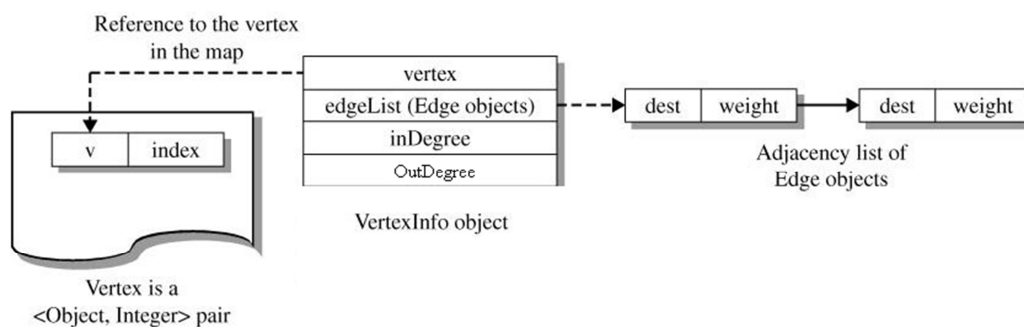 Reference to the vertex
in the map
vertex
edgeList (Edge objects)
inDegree
OutDegree
VertexInfo object
v index
Vertex is a
<Object, Integer> pair
dest weight
dest weight
Adjacency list of
Edge objects